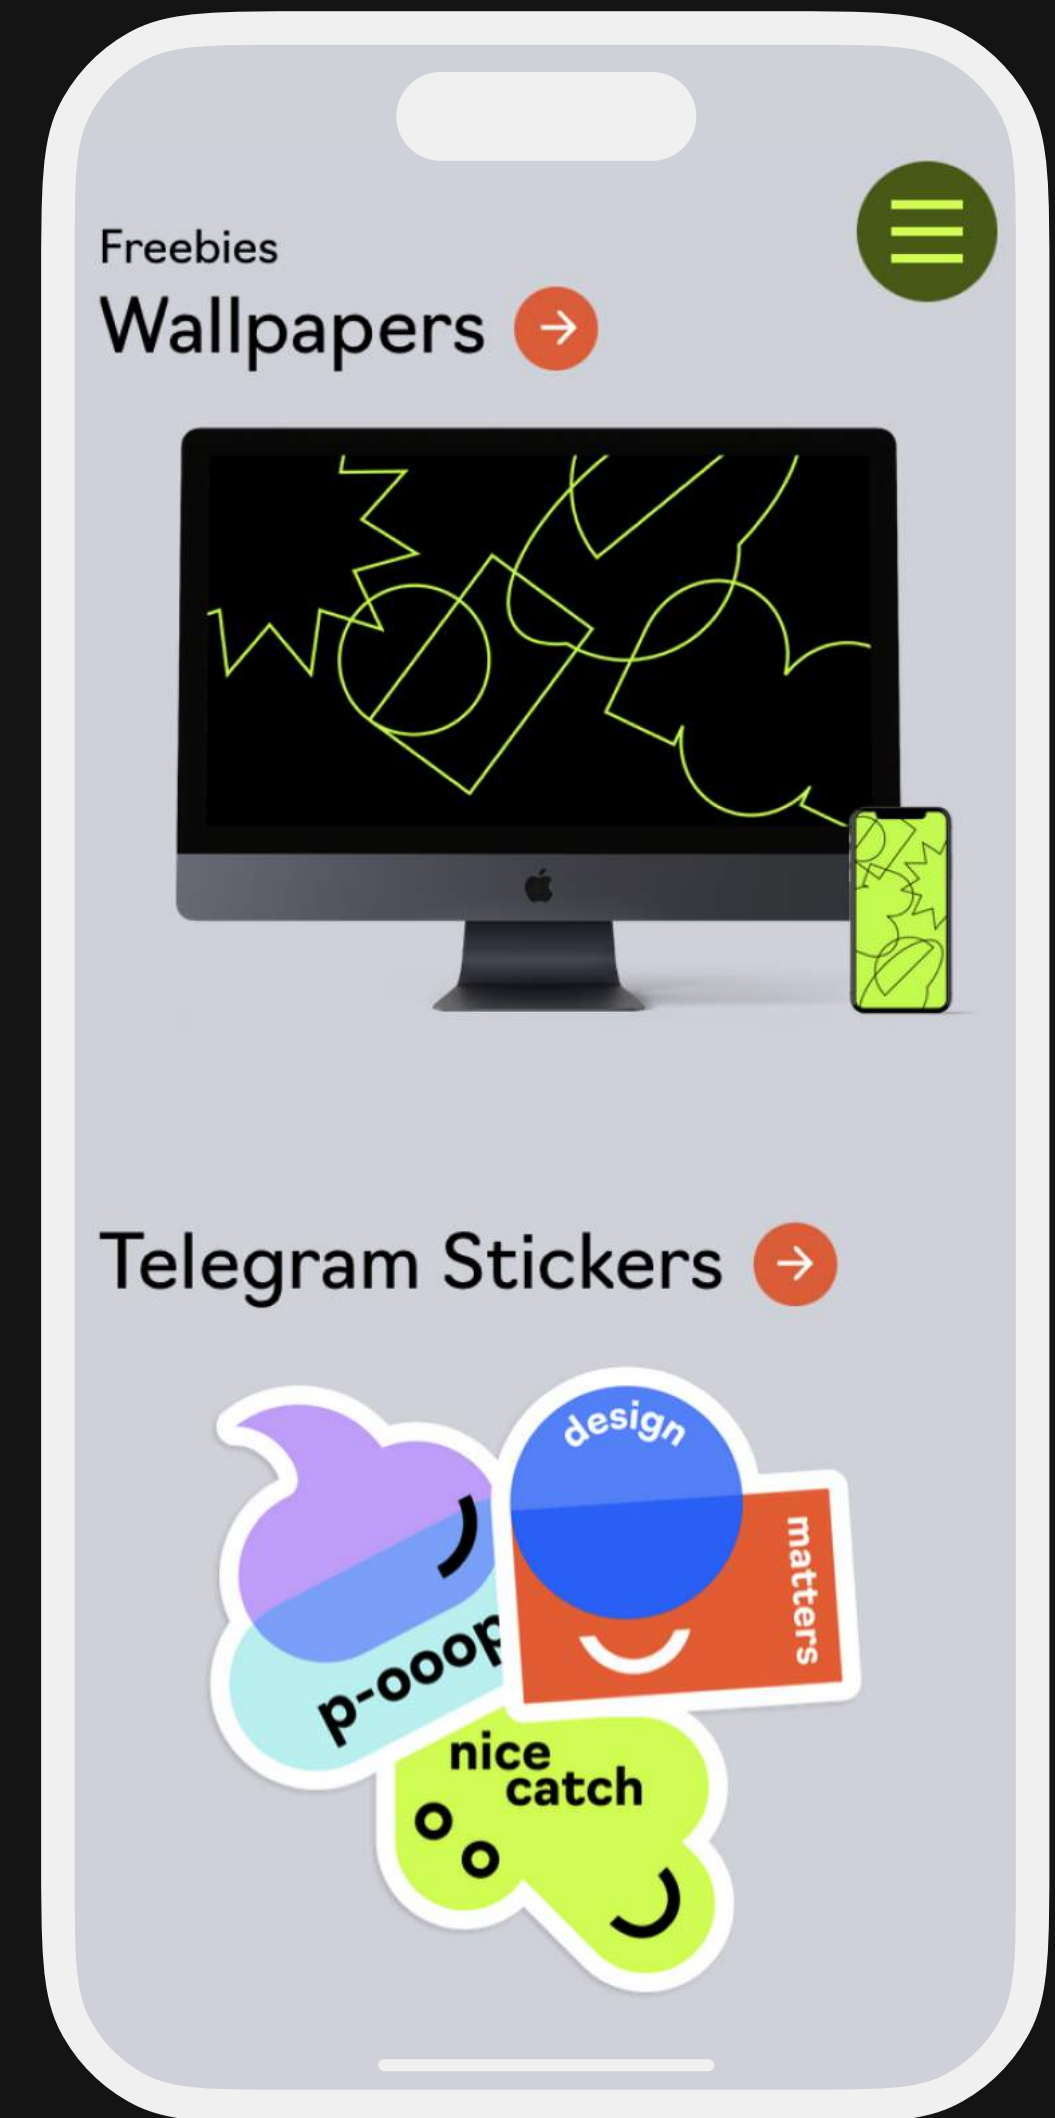 Freebies
Wallpapers
Telegram Stickers
design
matters
p-ooop
nice
catch